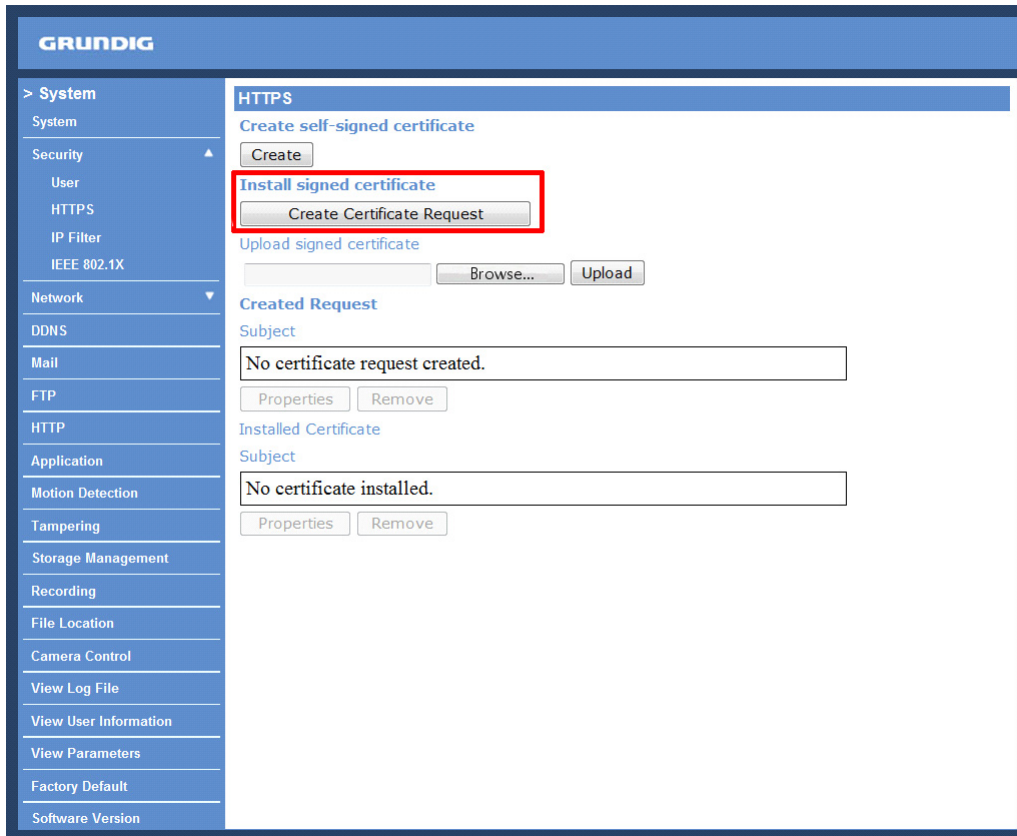 GRUNDIG
> System
System
Security
User
HTTPS
IP Filter
IEEE 802.1X
Network
DDNS
Mail
FTP
HTTP
Application
Motion Detection
Tampering
Storage Management
Recording
File Location
Camera Control
View Log File
View User Information
View Parameters
Factory Default
Software Version
HTTPS
Create self-signed certificate
Create
Install signed certificate
Create Certificate Request
Upload signed certificate
Browse... Upload
Created Request
Subject
No certificate request created.
Properties Remove
Installed Certificate
Subject
No certificate installed.
Properties Remove